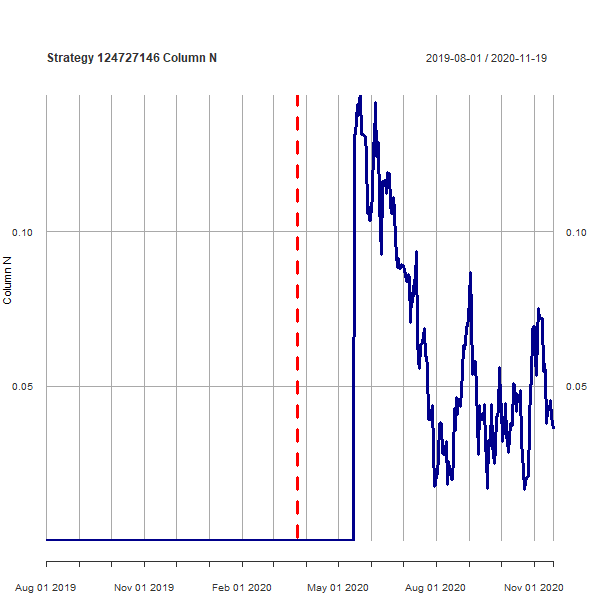 Strategy 124727146 Column N
2019-08-01 / 2020-11-19
0.10
0.10
Column N
0.05
0.05
Aug 01 2019
Nov 01 2019
Feb 01 2020
May 01 2020
Aug 01 2020
Nov 01 2020